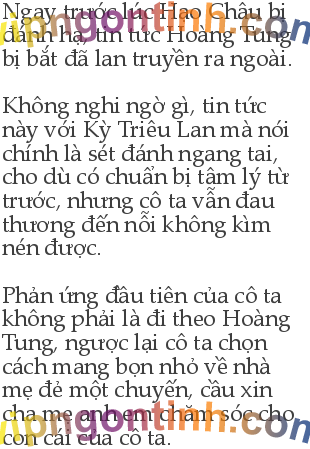 Ngay trước lúc Hạo Châu bị
đánh hạ, tin tức Hoàng Tung
bị bắt đã lan truyền ra ngoài.
Không nghi ngờ gì, tin tức
này với Kỳ Triêu Lan mà nói
chính là sét đánh ngang tai,
cho dù có chuẩn bị tâm lý từ
trước, nhưng cô ta vẫn đau
thương đến nỗi không kìm
nén được.
Phản ứng đầu tiên của cô ta
không phải là đi theo Hoàng
Tung, ngược lại cô ta chọn
cách mang bọn nhỏ về nhà
mẹ đẻ một chuyến, cầu xin
cha mẹ anh em chăm sóc cho
con cái của cô ta.
vipngontinh.com
vipngontinh.com